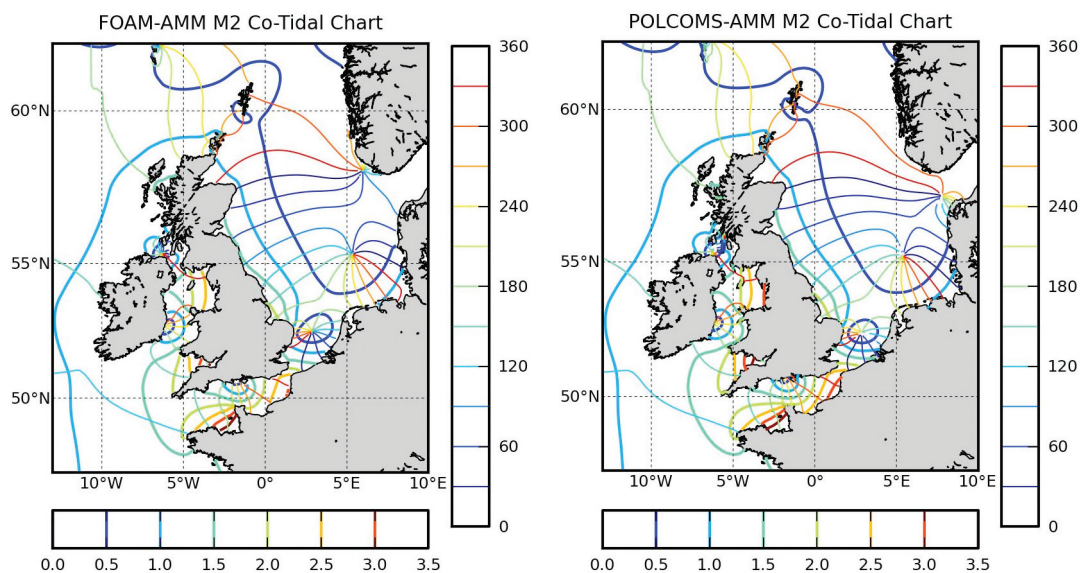 FOAM-AMM M2 Co-Tidal Chart
60°N
55°N
50°N
10°W 5°W 0° 5°E 10°E
360
300
240
180
120
60
0
0.0 0.5 1.0 1.5 2.0 2.5 3.0 3.5
POLCOMS-AMM M2 Co-Tidal Chart
60°N
55°N
50°N
10°W 5°W 0° 5°E 10°E
360
300
240
180
120
60
0
0.0 0.5 1.0 1.5 2.0 2.5 3.0 3.5